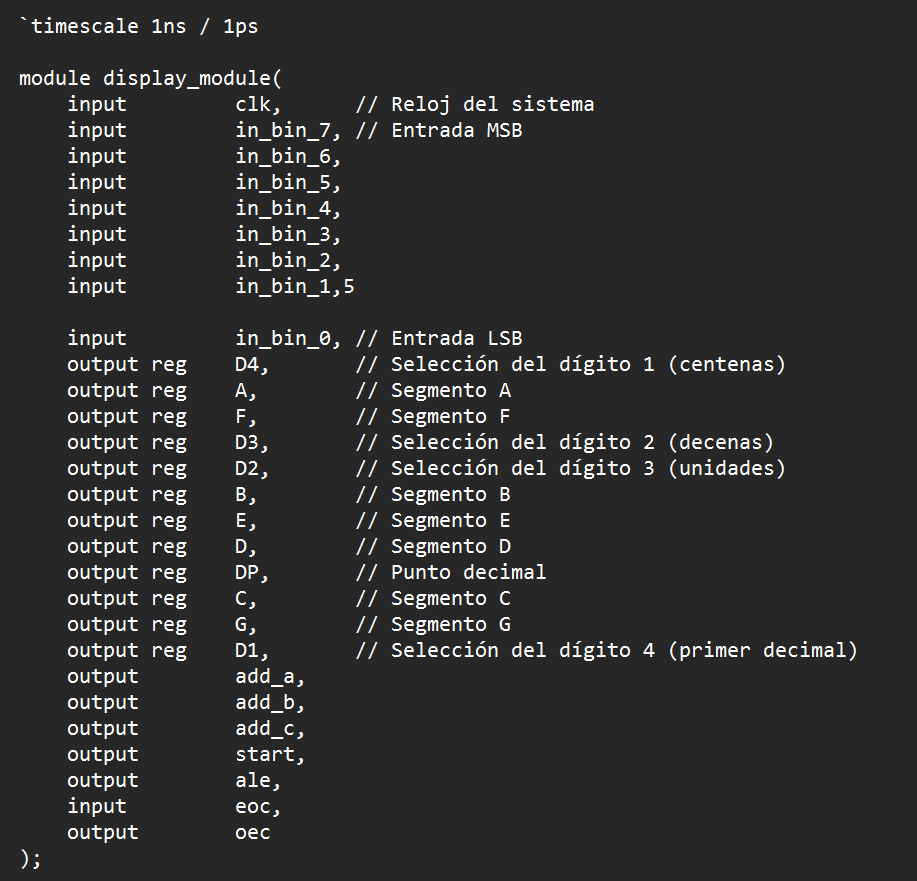 `timescale 1ns / 1ps

module display_module(
    input         clk,      // Reloj del sistema
    input         in_bin_7, // Entrada MSB
    input         in_bin_6,
    input         in_bin_5,
    input         in_bin_4,
    input         in_bin_3,
    input         in_bin_2,
    input         in_bin_1,5

    input         in_bin_0, // Entrada LSB
    output reg    D4,       // Selección del dígito 1 (centenas)
    output reg    A,        // Segmento A
    output reg    F,        // Segmento F
    output reg    D3,       // Selección del dígito 2 (decenas)
    output reg    D2,       // Selección del dígito 3 (unidades)
    output reg    B,        // Segmento B
    output reg    E,        // Segmento E
    output reg    D,        // Segmento D
    output reg    DP,       // Punto decimal
    output reg    C,        // Segmento C
    output reg    G,        // Segmento G
    output reg    D1,       // Selección del dígito 4 (primer decimal)
    output        add_a,
    output        add_b,
    output        add_c,
    output        start,
    output        ale,
    input         eoc,
    output        oec
);